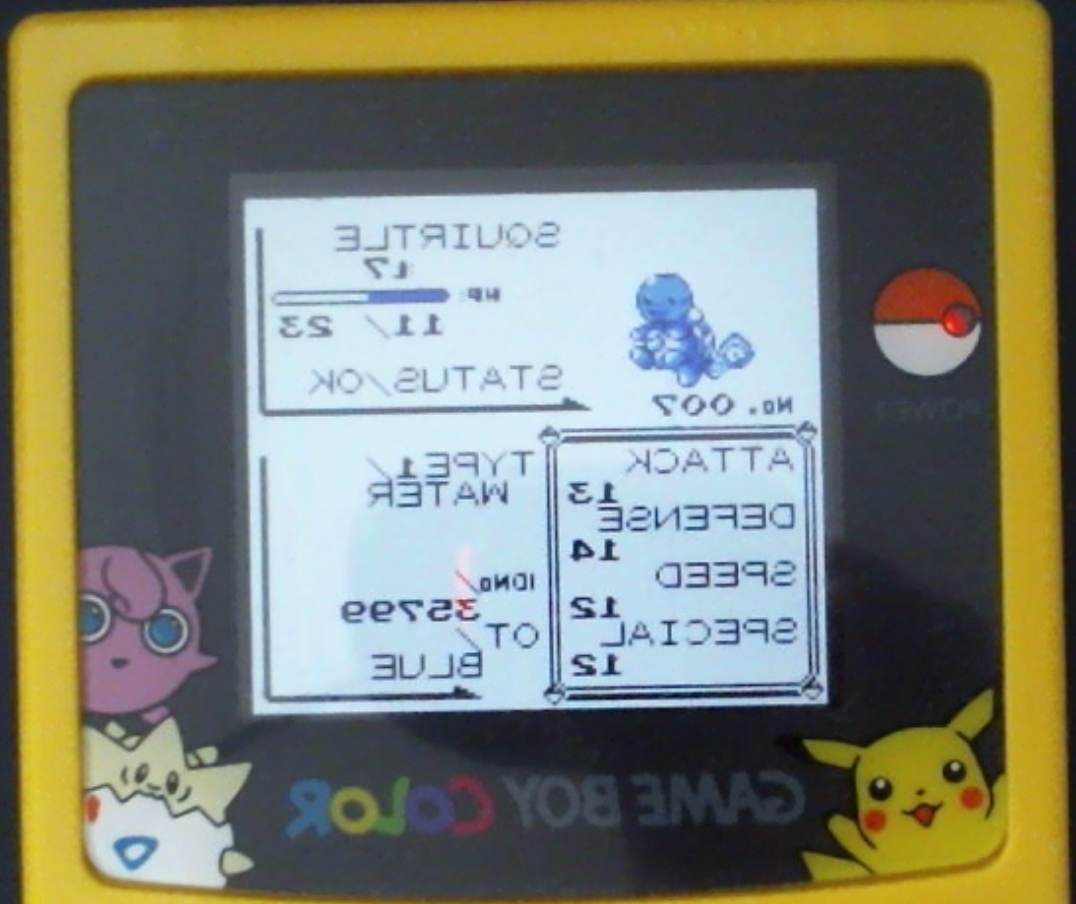 SQUIRTLE
:L7
HP:
11/ 23
STATUS/OK
No. 007
ATTACK
13
DEFENSE
14
SPEED
12
SPECIAL
12
TYPE1/
WATER
IDNo/
35799
OT/
BLUE
POWER
GAME BOY COLOR